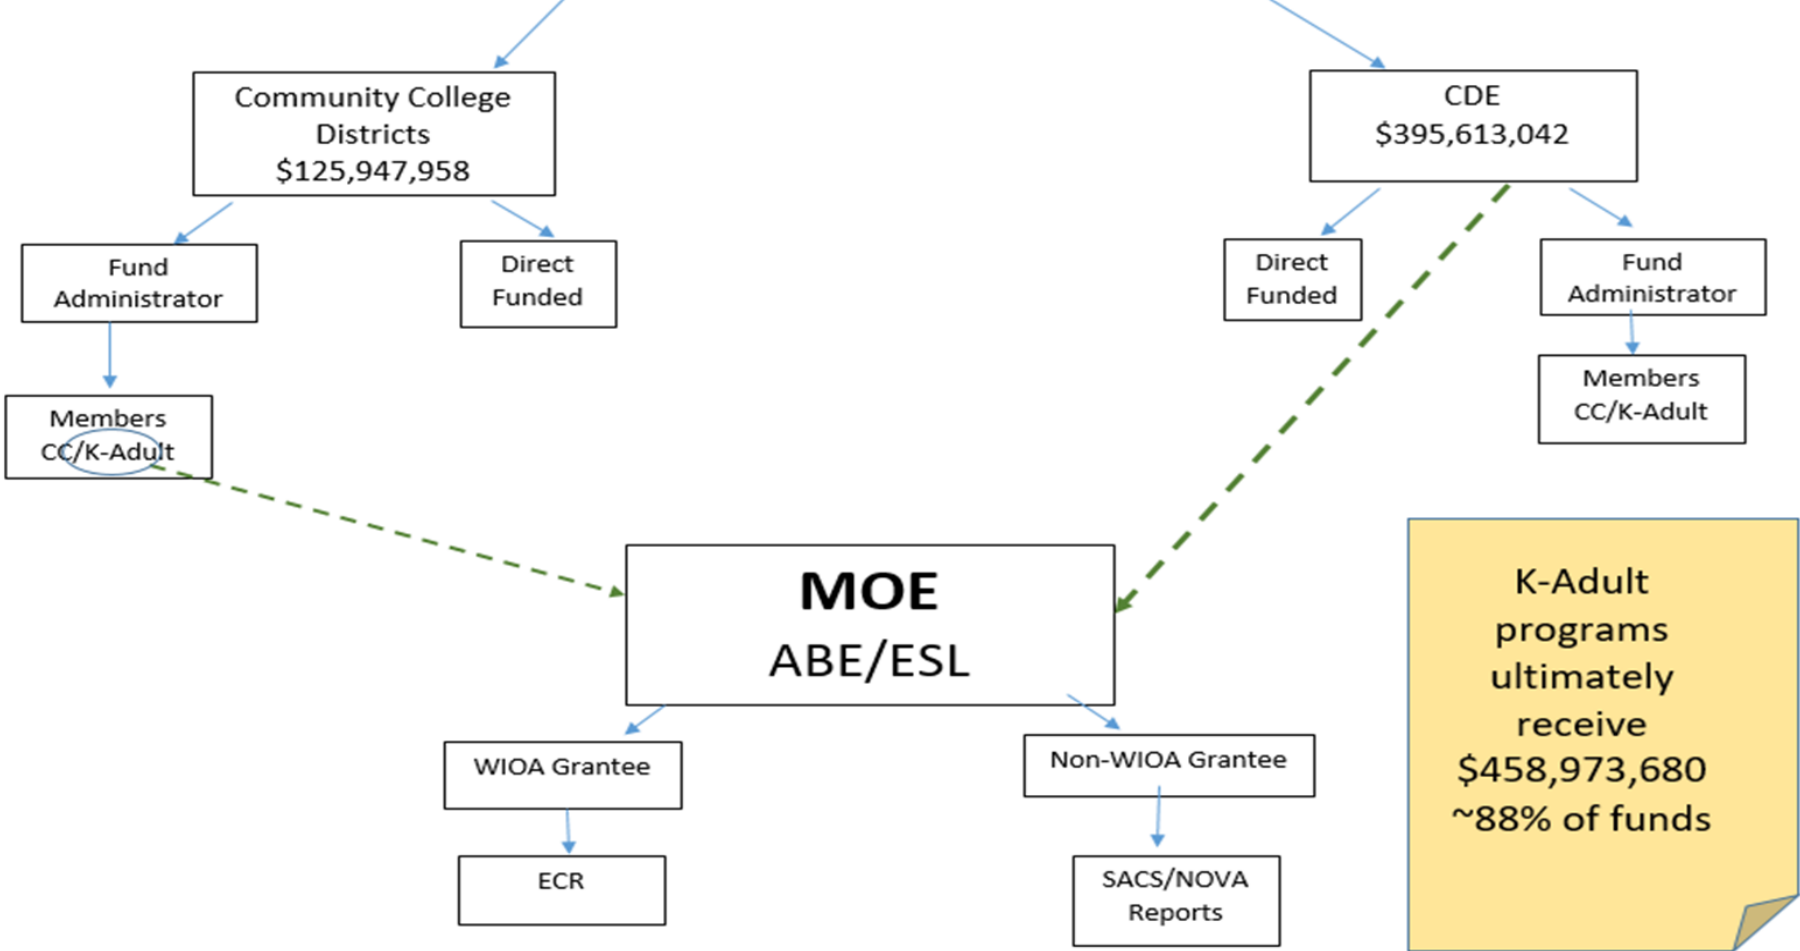 Community College
Districts
$125,947,958
CDE
$395,613,042
Fund
Administrator
Direct
Funded
Direct
Funded
Fund
Administrator
Members
CC/K-Adult
Members
CC/K-Adult
MOE
ABE/ESL
K-Adult
programs
ultimately
receive
$458,973,680
~88% of funds
WIOA Grantee
Non-WIOA Grantee
ECR
SACS/NOVA
Reports